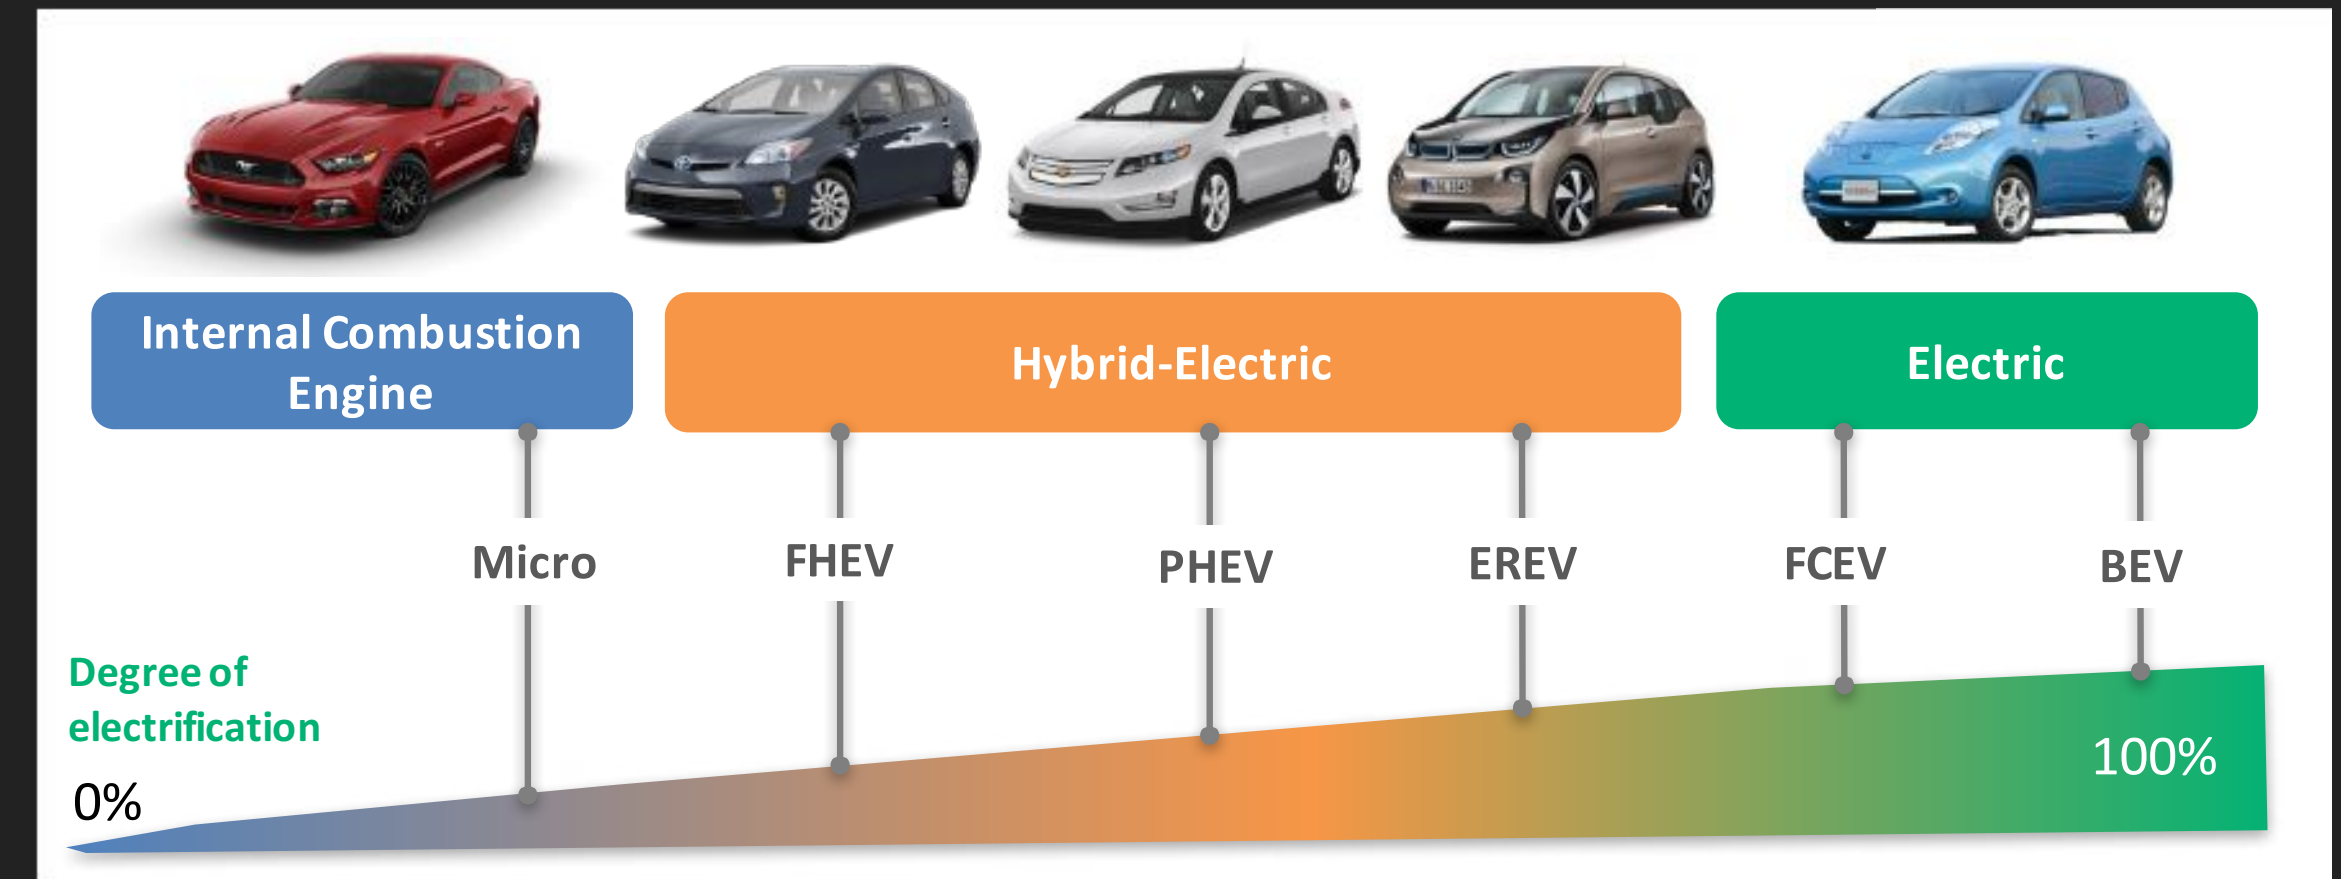 Internal Combustion
Engine
Hybrid-Electric
Electric
Micro
FHEV
PHEV
EREV
FCEV
BEV
Degree of
electrification
0%
100%